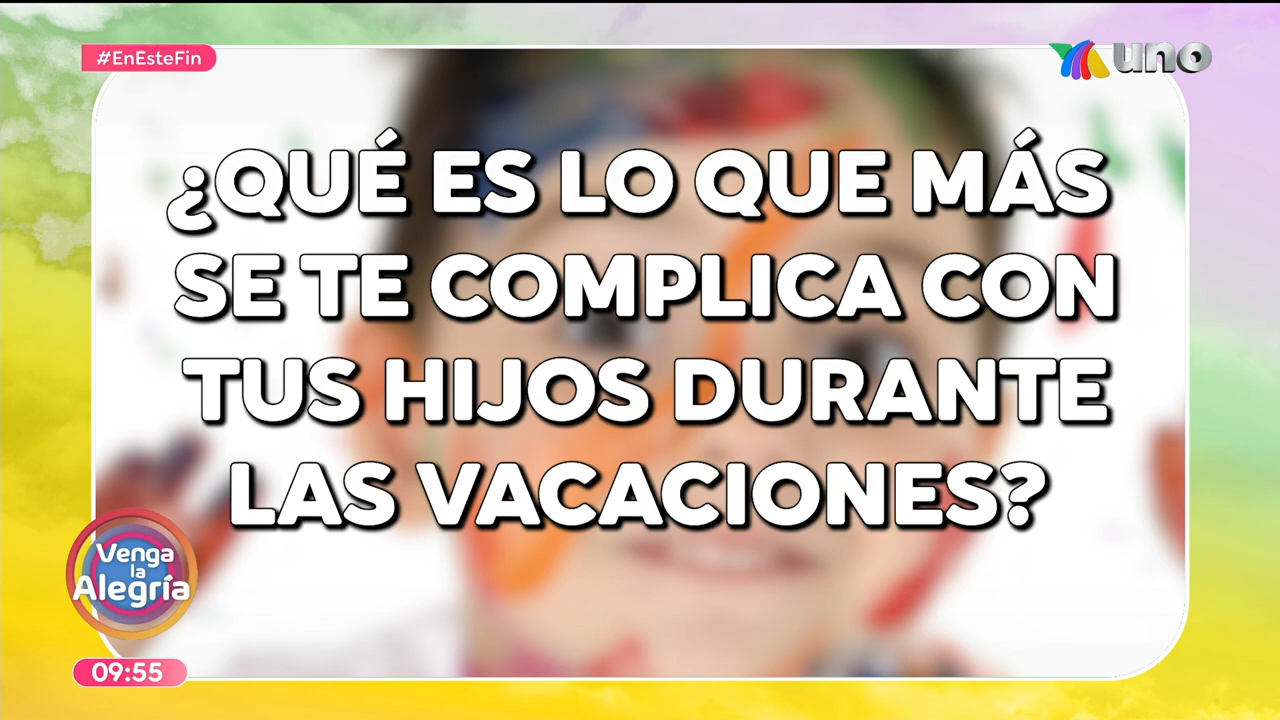 #EnEsteFin
uno
¿QUÉ ES LO QUE MÁS
SE TE COMPLICA CON
TUS HIJOS DURANTE
LAS VACACIONES?
Venga
la
Alegría
09:55